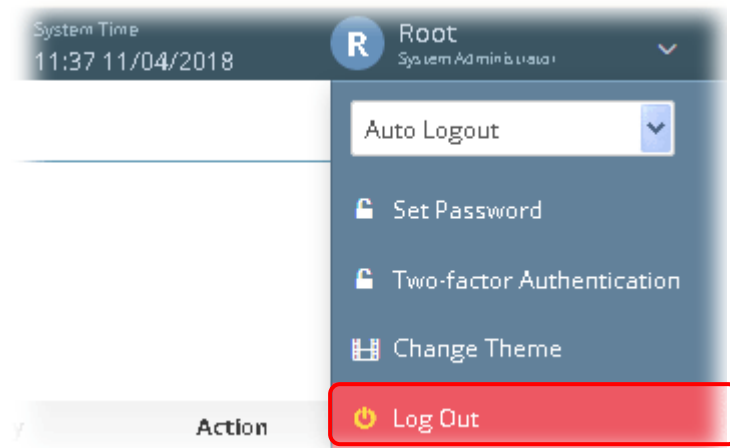 System Time
11:37 11/04/2018
R
Root
System Administrator
Auto Logout
Set Password
Two-factor Authentication
Change Theme
Log Out
Action